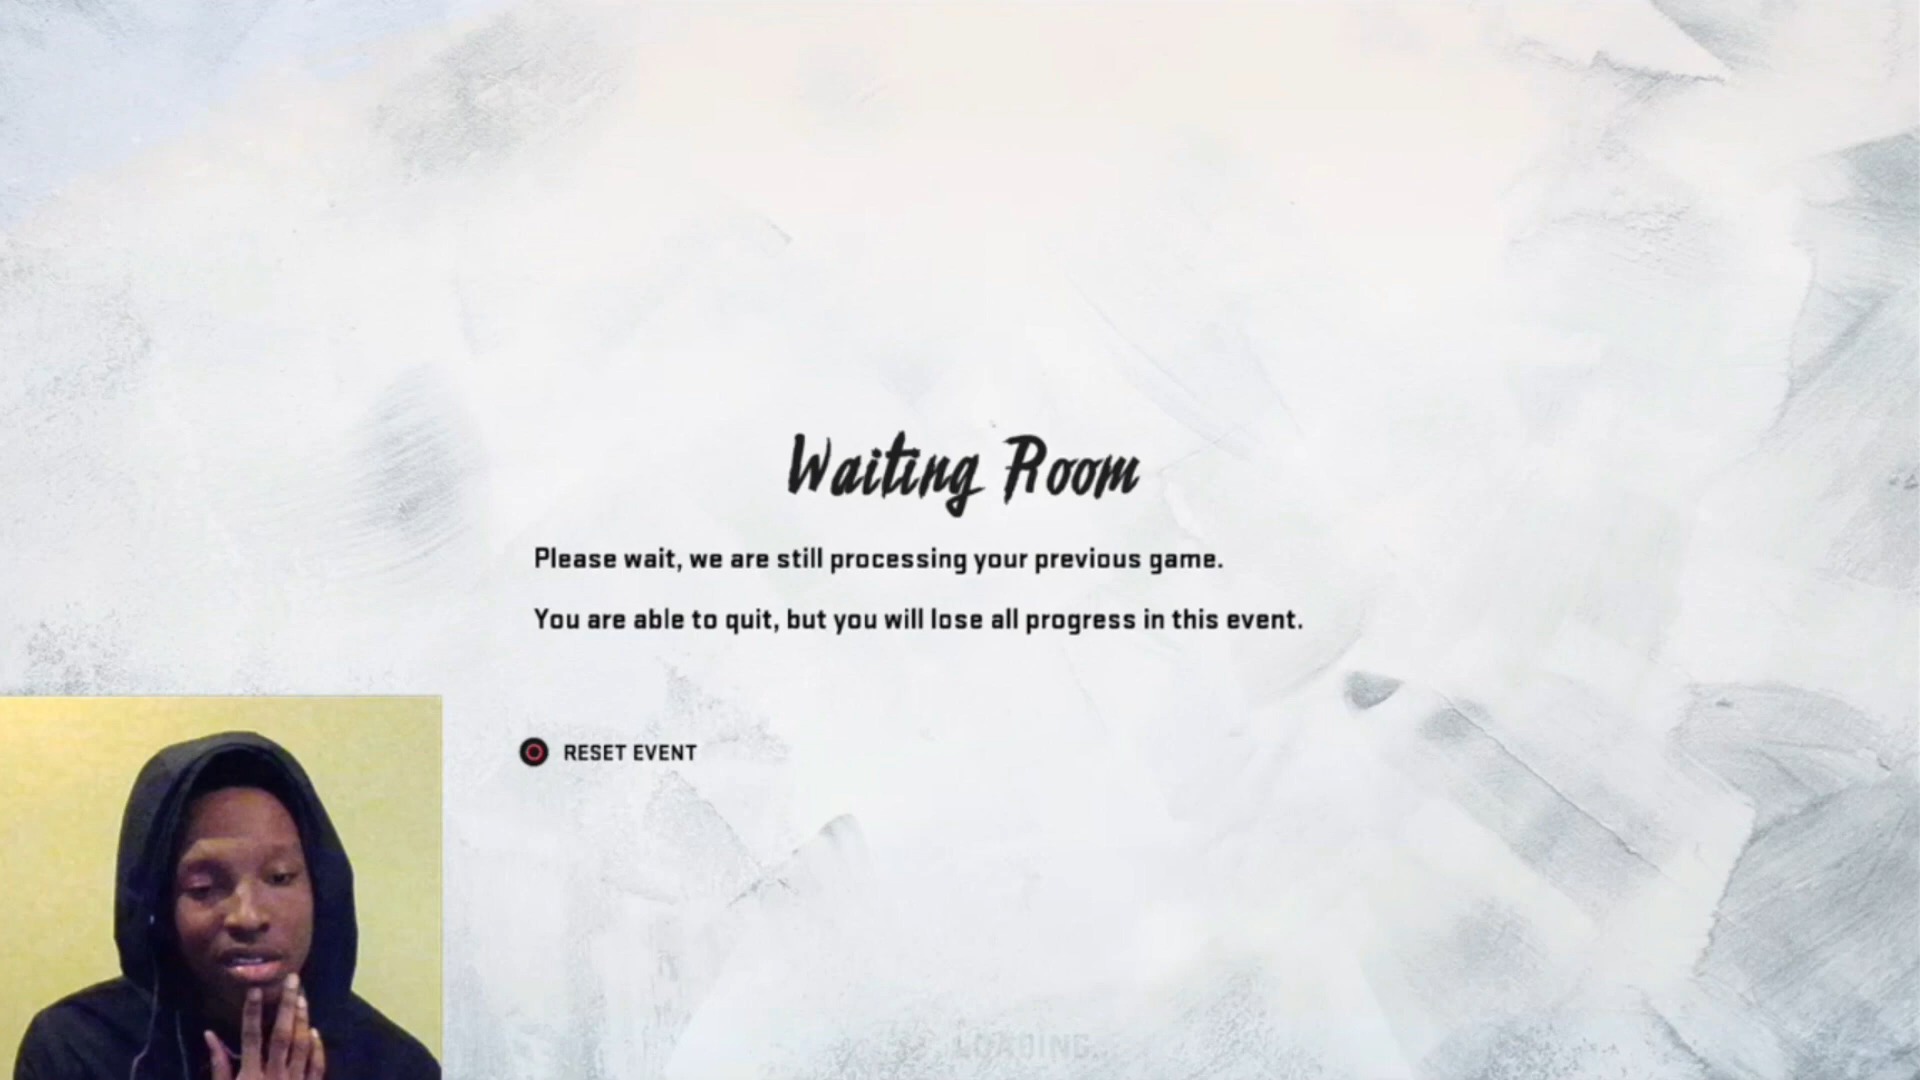 Waiting Room
Please wait, we are still processing your previous game.
You are able to quit, but you will lose all progress in this event.
RESET EVENT
LOADING...